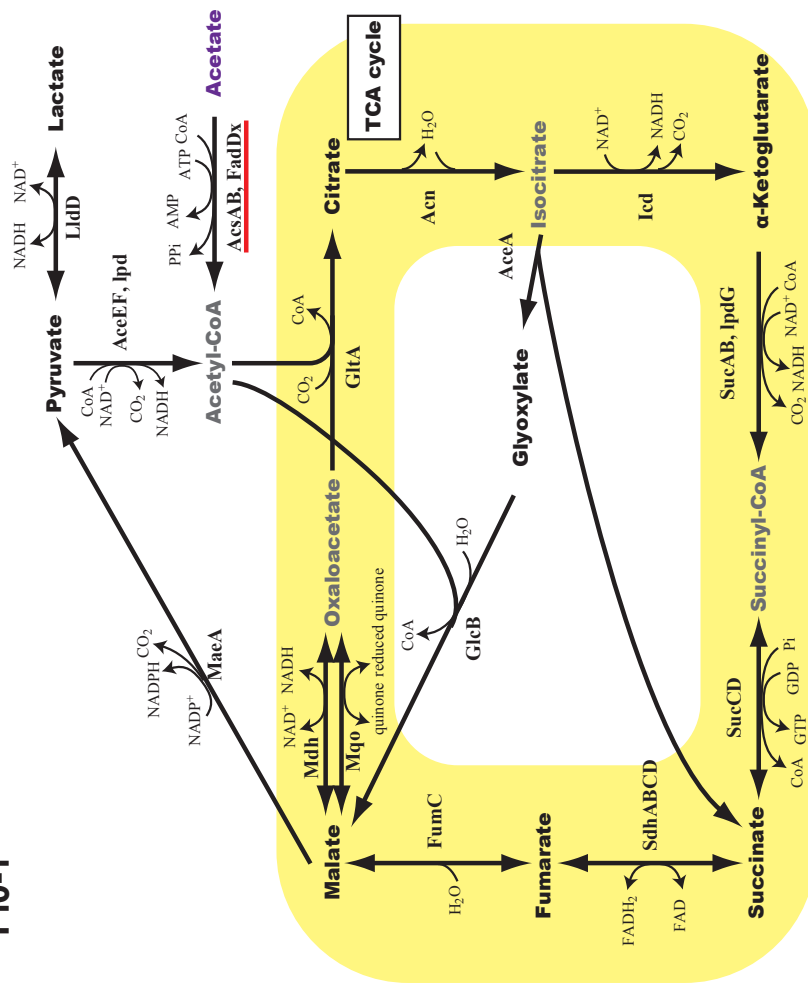 NADH NAD⁺
Pyruvate Lactate
LldD
CoA
NAD⁺
CO₂
NADH
AceEF, lpd
NADPH CO₂
NADP⁺
MaeA
PPi AMP ATP CoA
Acetyl-CoA Acetate
AcsAB, FadDx
NAD⁺ NADH
Mdh
Mqo
quinone reduced quinone
CO₂ CoA
Malate Oxaloacetate Citrate
GltA
TCA cycle
CoA
H₂O
GlcB
H₂O
FumC
Acn
H₂O
AceA
Glyoxylate
Fumarate Isocitrate
FADH₂
FAD
SdhABCD
NAD⁺
NADH
CO₂
Icd
SucCD SucAB, lpdG
Succinate Succinyl-CoA α-Ketoglutarate
CoA GTP GDP Pi
CO₂ NADH NAD⁺ CoA